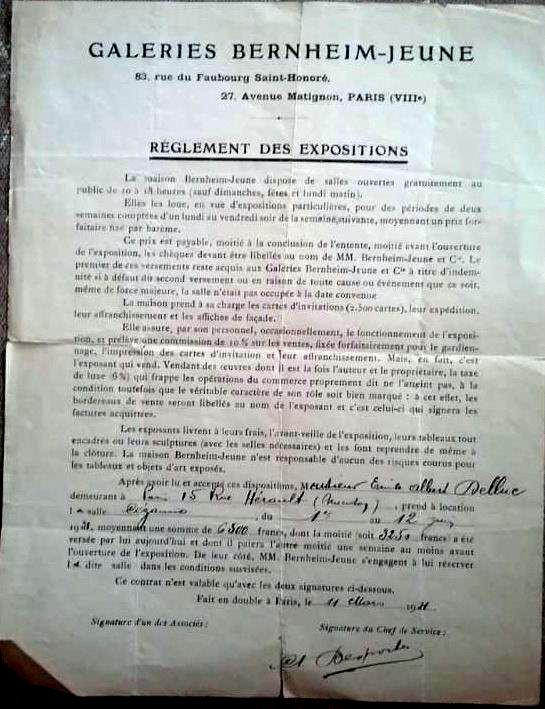 GALERIES BERNHEIM-JEUNE
83, rue du Faubourg Saint-Honoré,
27, Avenue Matignon, PARIS (VIIIe)
RÈGLEMENT DES EXPOSITIONS
La maison Bernheim-Jeune dispose de salles ouvertes gratuitement au
public de 10 à 18 heures (sauf dimanches, fêtes et lundi matin).
Elles les loue, en vue d'expositions particulières, pour des périodes de deux
semaines comptées d'un lundi au vendredi soir de la semaine suivante, moyennant un prix for-
faitaire fixé par barème.
Ce prix est payable, moitié à la conclusion de l'entente, moitié avant l'ouverture
de l'exposition, les chèques devant être libellés au nom de MM. Bernheim-Jeune et Cie. Le
premier de ces versements reste acquis aux Galeries Bernheim-Jeune et Cie à titre d'indem-
nité si à défaut du second versement ou en raison de toute cause ou événement que ce soit,
même de force majeure, la salle n'était pas occupée à la date convenue
La maison prend à sa charge les cartes d'invitations (2.500 cartes), leur expédition,
leur affranchissement et les affiches de façade.
Elle assure, par son personnel, occasionnellement, le fonctionnement de l'exposi-
tion, et prélève une commission de 10 % sur les ventes, fixée forfaitairement pour le gardien-
nage, l'impression des cartes d'invitation et leur affranchissement. Mais, en fait, c'est
l'exposant qui vend. Vendant des œuvres dont il est la fois l'auteur et le propriétaire, la taxe
de luxe 6 %) qui frappe les opérations du commerce proprement dit ne l'atteint pas, à la
condition toutefois que le véritable caractère de son rôle soit bien marqué : à cet effet, les
bordereaux de vente seront libellés au nom de l'exposant et c'est celui-ci qui signera les
factures acquittées.
Les exposants livrent à leurs frais, l'avant-veille de l'exposition, leurs tableaux tout
encadrés ou leurs sculptures (avec les selles nécessaires) et les font reprendre de même à
la clôture. La maison Bernheim-Jeune n'est responsable d'aucun des risques courus pour
les tableaux et objets d'art exposés.
Après avoir lu et accepté ces dispositions, Monsieur Emile Albert Delluc
demeurant à Paris 15 Rue Hérault (Meudon), prend à location
la salle Cézanne, du 1er au 12 juin
19, moyennant une somme de 6500 francs, dont la moitié (soit 3250 francs) a été
versée par lui aujourd'hui et dont il paiera l'autre moitié une semaine au moins avant
l'ouverture de l'exposition. De leur côté, MM. Bernheim-Jeune s'engagent à lui réserver
la dite salle dans les conditions susvisées.
Ce contrat n'est valable qu'avec les deux signatures ci-dessous.
Fait en double à Paris, le 11 Mars 19
Signature d'un des Associés :
Signature du Chef de Service :